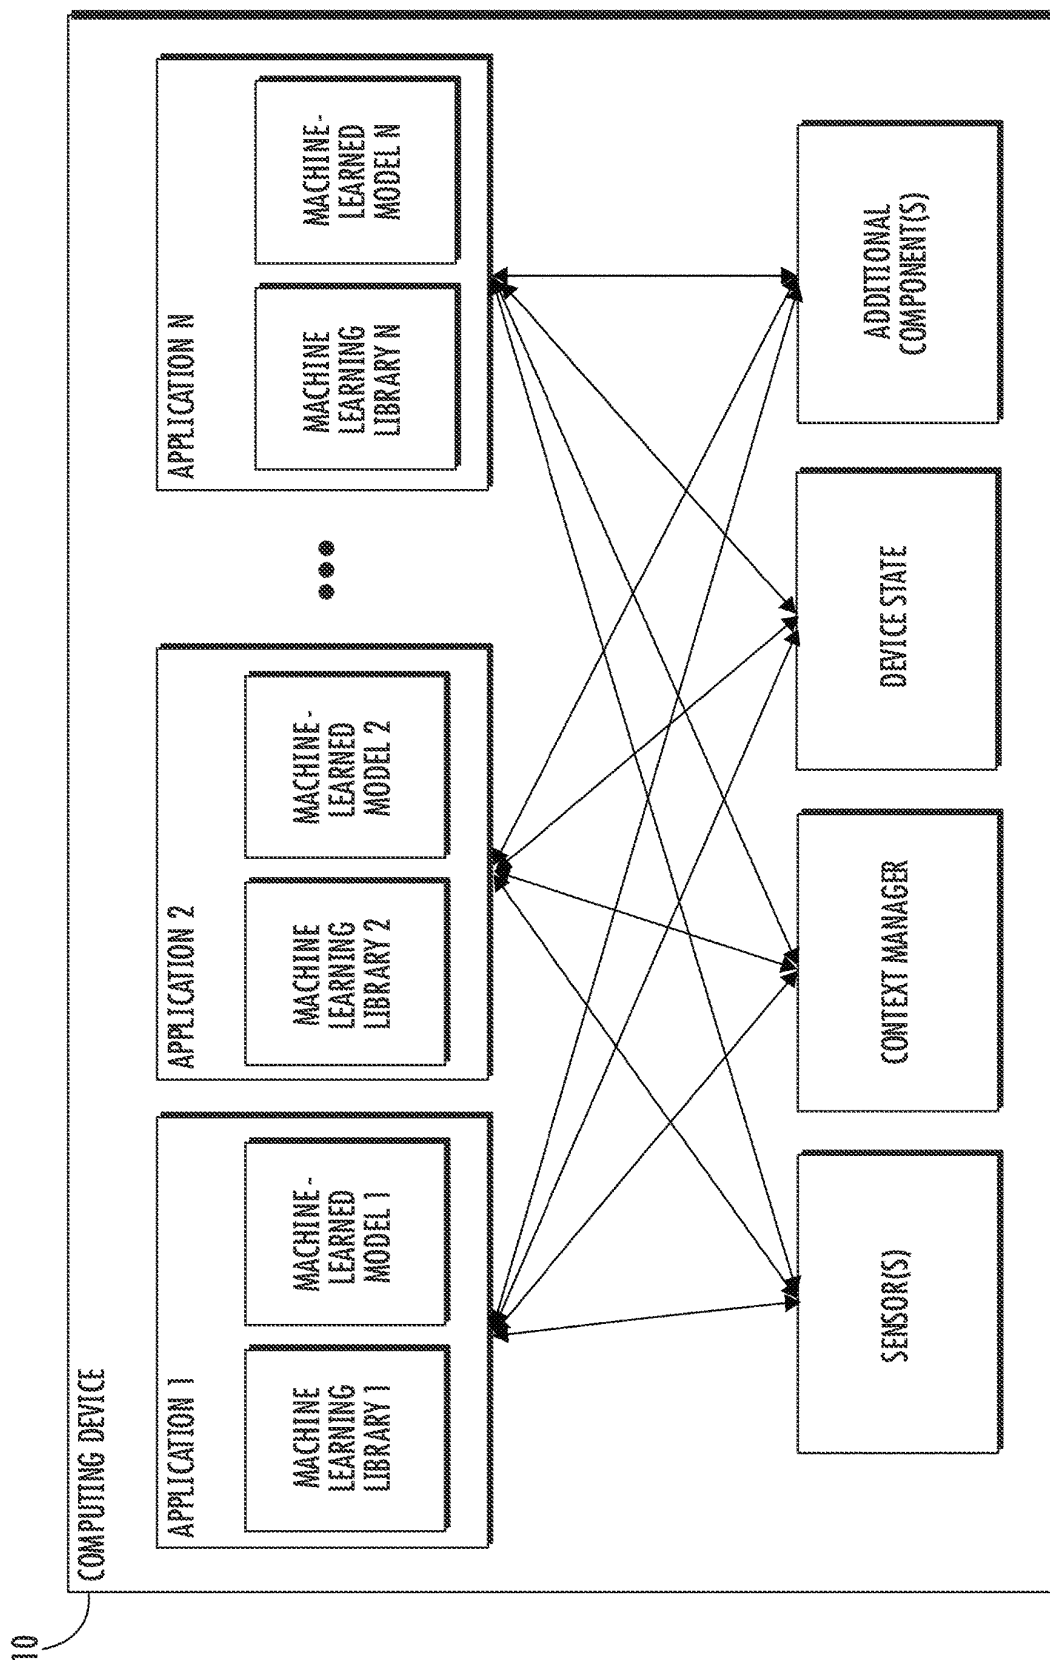 10
COMPUTING DEVICE
APPLICATION 1
MACHINE
LEARNING
LIBRARY 1
MACHINE-
LEARNED
MODEL 1
APPLICATION 2
MACHINE
LEARNING
LIBRARY 2
MACHINE-
LEARNED
MODEL 2
APPLICATION N
MACHINE
LEARNING
LIBRARY N
MACHINE-
LEARNED
MODEL N
SENSOR(S)
CONTEXT MANAGER
DEVICE STATE
ADDITIONAL
COMPONENT(S)